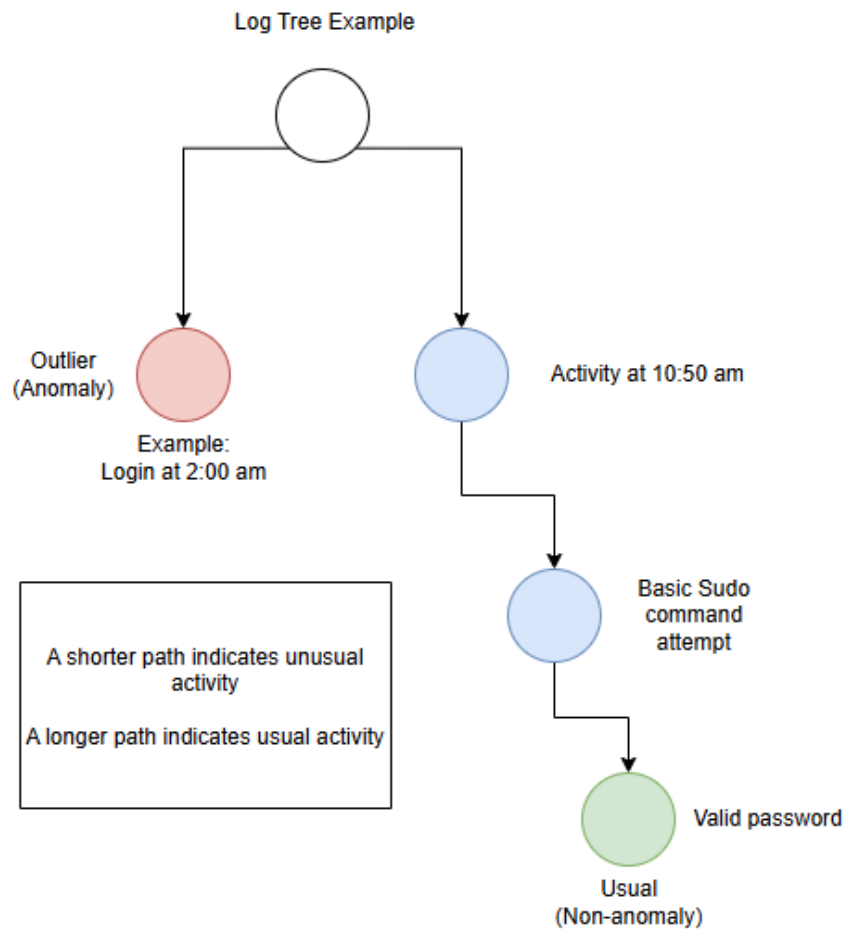 Log Tree Example
Outlier
(Anomaly)
Example:
Login at 2:00 am
Activity at 10:50 am
Basic Sudo
command
attempt
A shorter path indicates unusual
activity
A longer path indicates usual activity
Valid password
Usual
(Non-anomaly)